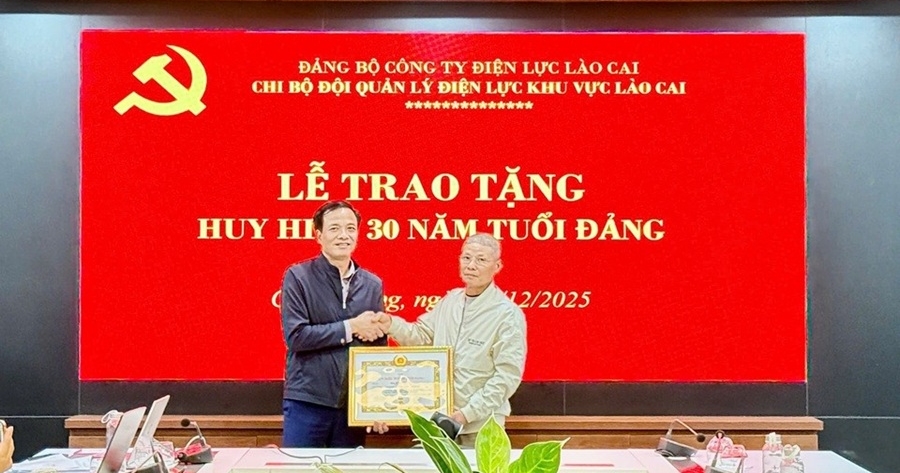 ĐẢNG BỘ CÔNG TY ĐIỆN LỰC LÀO CAI
CHI BỘ ĐỘI QUẢN LÝ ĐIỆN LỰC KHU VỰC LÀO CAI
**************
LỄ TRAO TẶNG
HUY 30 NĂM TUỔI ĐẢNG
/12/2025